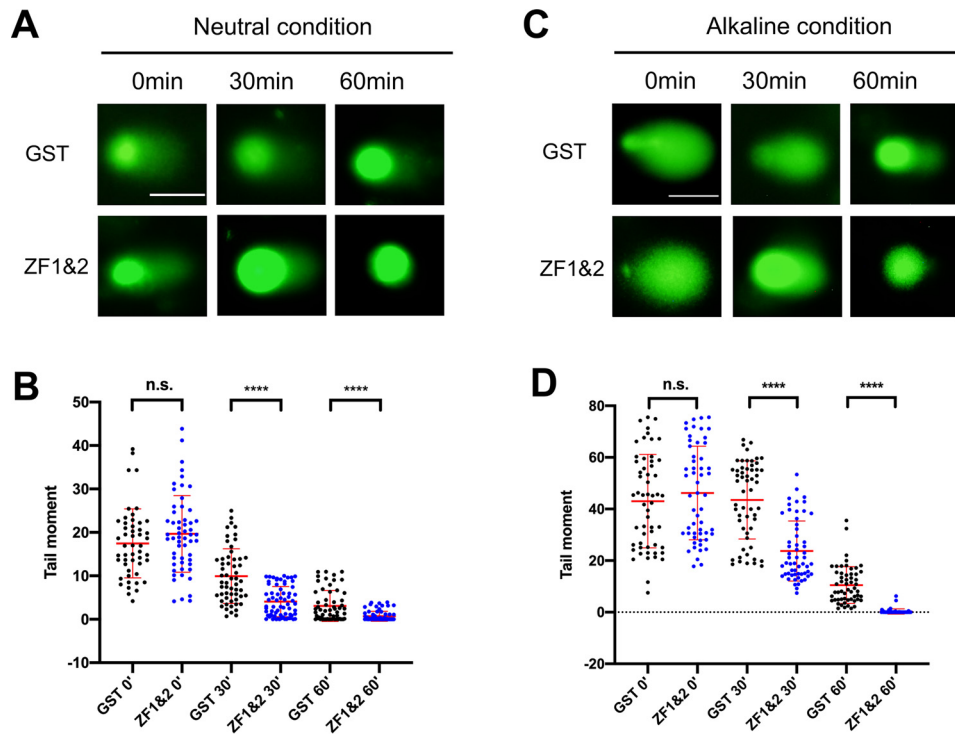 A
Neutral condition
0min 30min 60min
GST
ZF1&2
C
Alkaline condition
0min 30min 60min
GST
ZF1&2
B
n.s. **** ****
50
40
30
20
10
0
-10
Tail moment
GST 0' ZF1&2 0' GST 30' ZF1&2 30' GST 60' ZF1&2 60'
D
n.s. **** ****
80
60
40
20
0
-20
Tail moment
GST 0' ZF1&2 0' GST 30' ZF1&2 30' GST 60' ZF1&2 60'